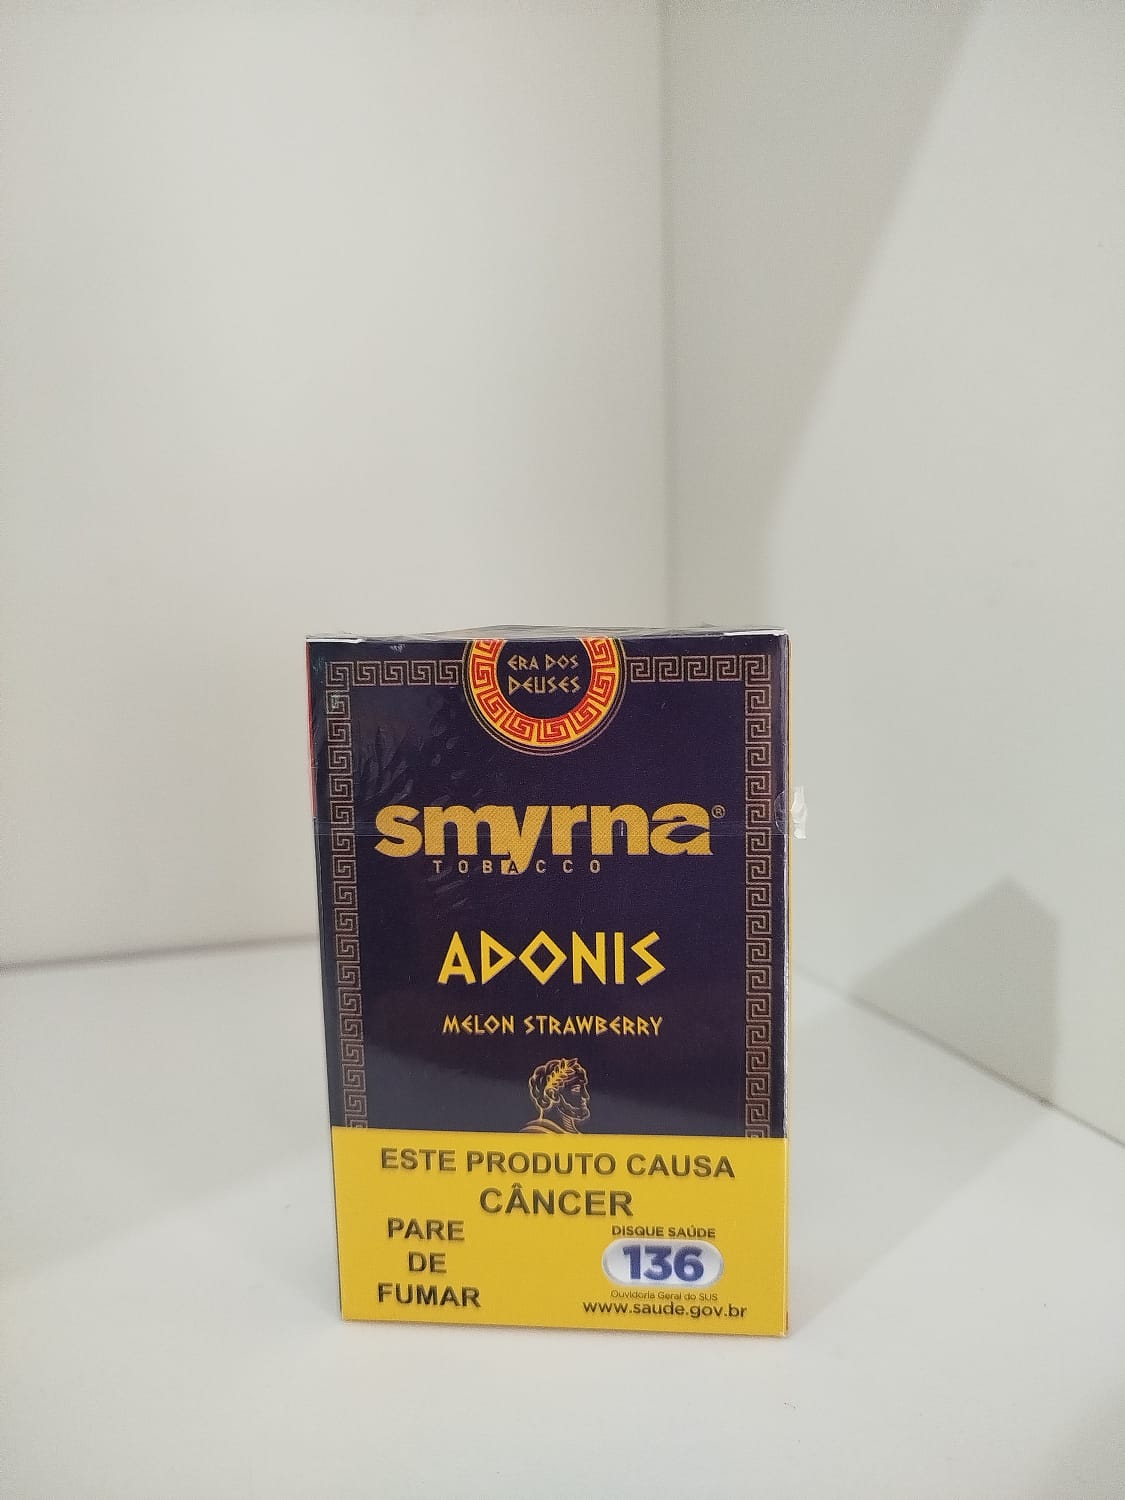 ERA DOS
DEUSES
smyrna®
TOBACCO
ADONIS
MELON STRAWBERRY
ESTE PRODUTO CAUSA
CÂNCER
PARE
DE
FUMAR
DISQUE SAÚDE
136
Ouvidoria Geral do SUS
www.saude.gov.br